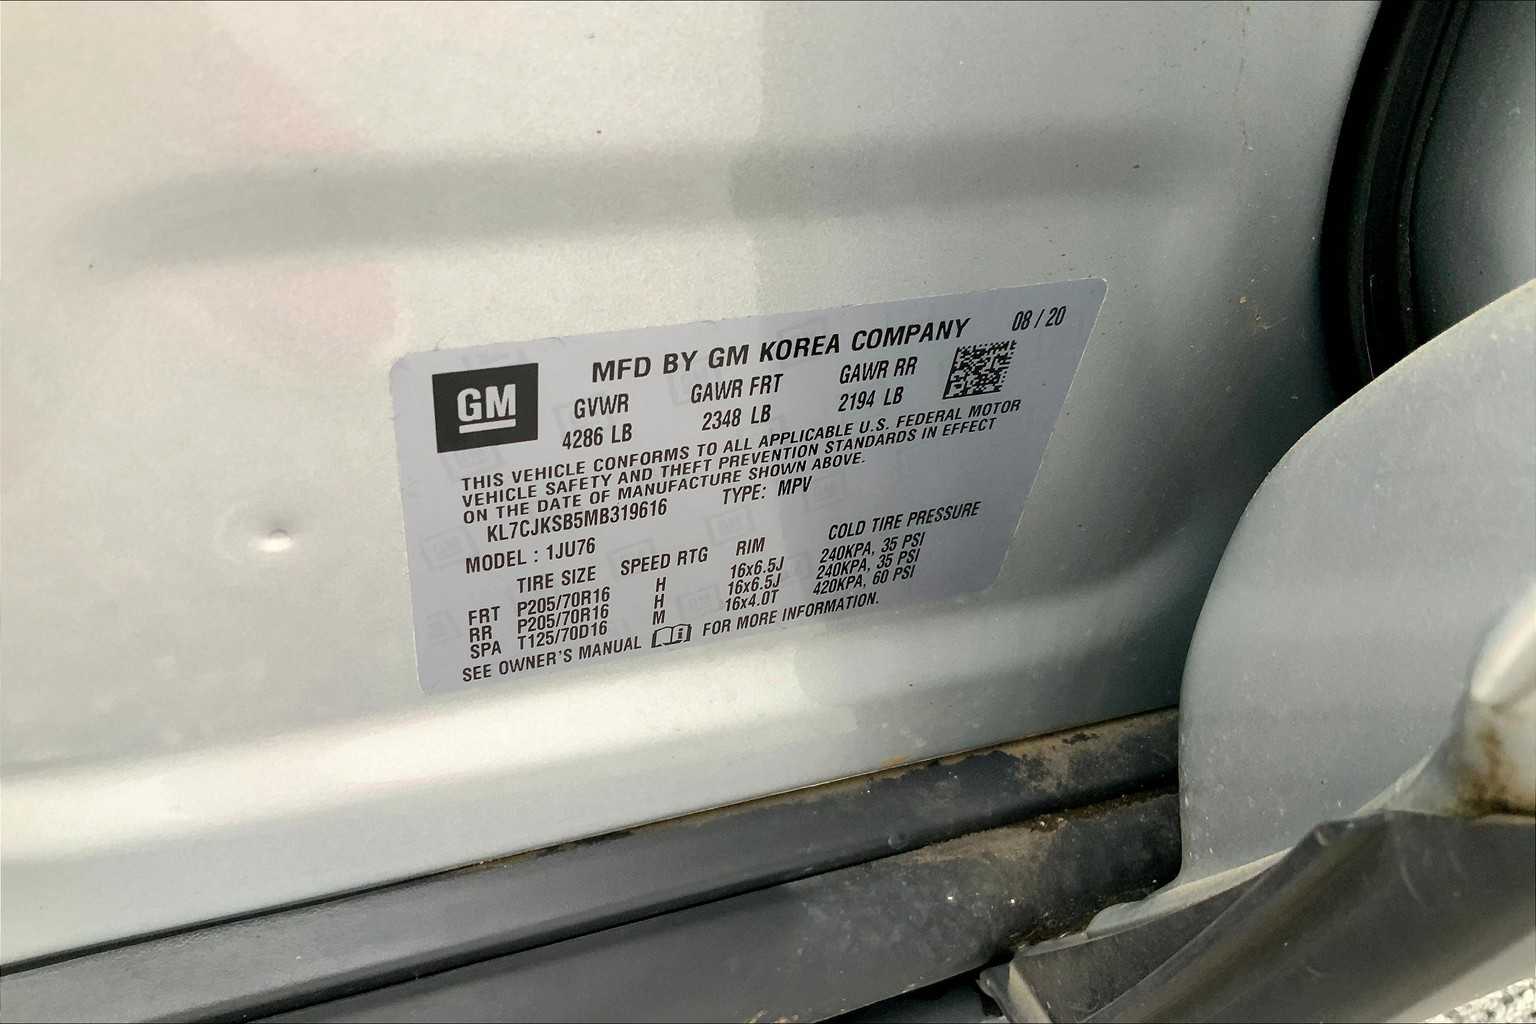 08 / 20
MFD BY GM KOREA COMPANY
GM
GVWR GAWR FRT GAWR RR
4286 LB 2348 LB 2194 LB
THIS VEHICLE CONFORMS TO ALL APPLICABLE U.S. FEDERAL MOTOR
VEHICLE SAFETY AND THEFT PREVENTION STANDARDS IN EFFECT
ON THE DATE OF MANUFACTURE SHOWN ABOVE.
KL7CJKSB5MB319616 TYPE: MPV
MODEL : 1JU76
TIRE SIZE SPEED RTG RIM COLD TIRE PRESSURE
FRT P205/70R16 H 16x6.5J 240KPA, 35 PSI
RR P205/70R16 H 16x6.5J 240KPA, 35 PSI
SPA T125/70D16 M 16x4.0T 420KPA, 60 PSI
SEE OWNER'S MANUAL FOR MORE INFORMATION.